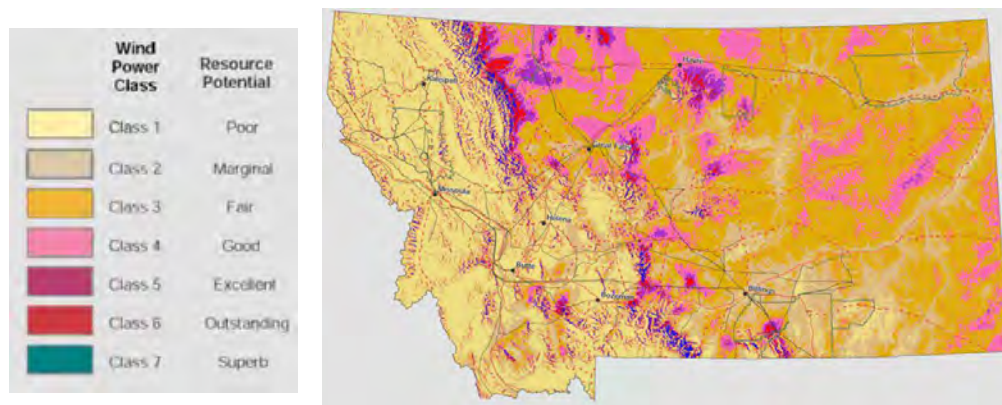 Wind
Power
Class
Resource
Potential
Class 1 Poor
Class 2 Marginal
Class 3 Fair
Class 4 Good
Class 5 Excellent
Class 6 Outstanding
Class 7 Superb
Kalispell
Havre
Great Falls
Missoula
Helena
Butte
Bozeman
Billings